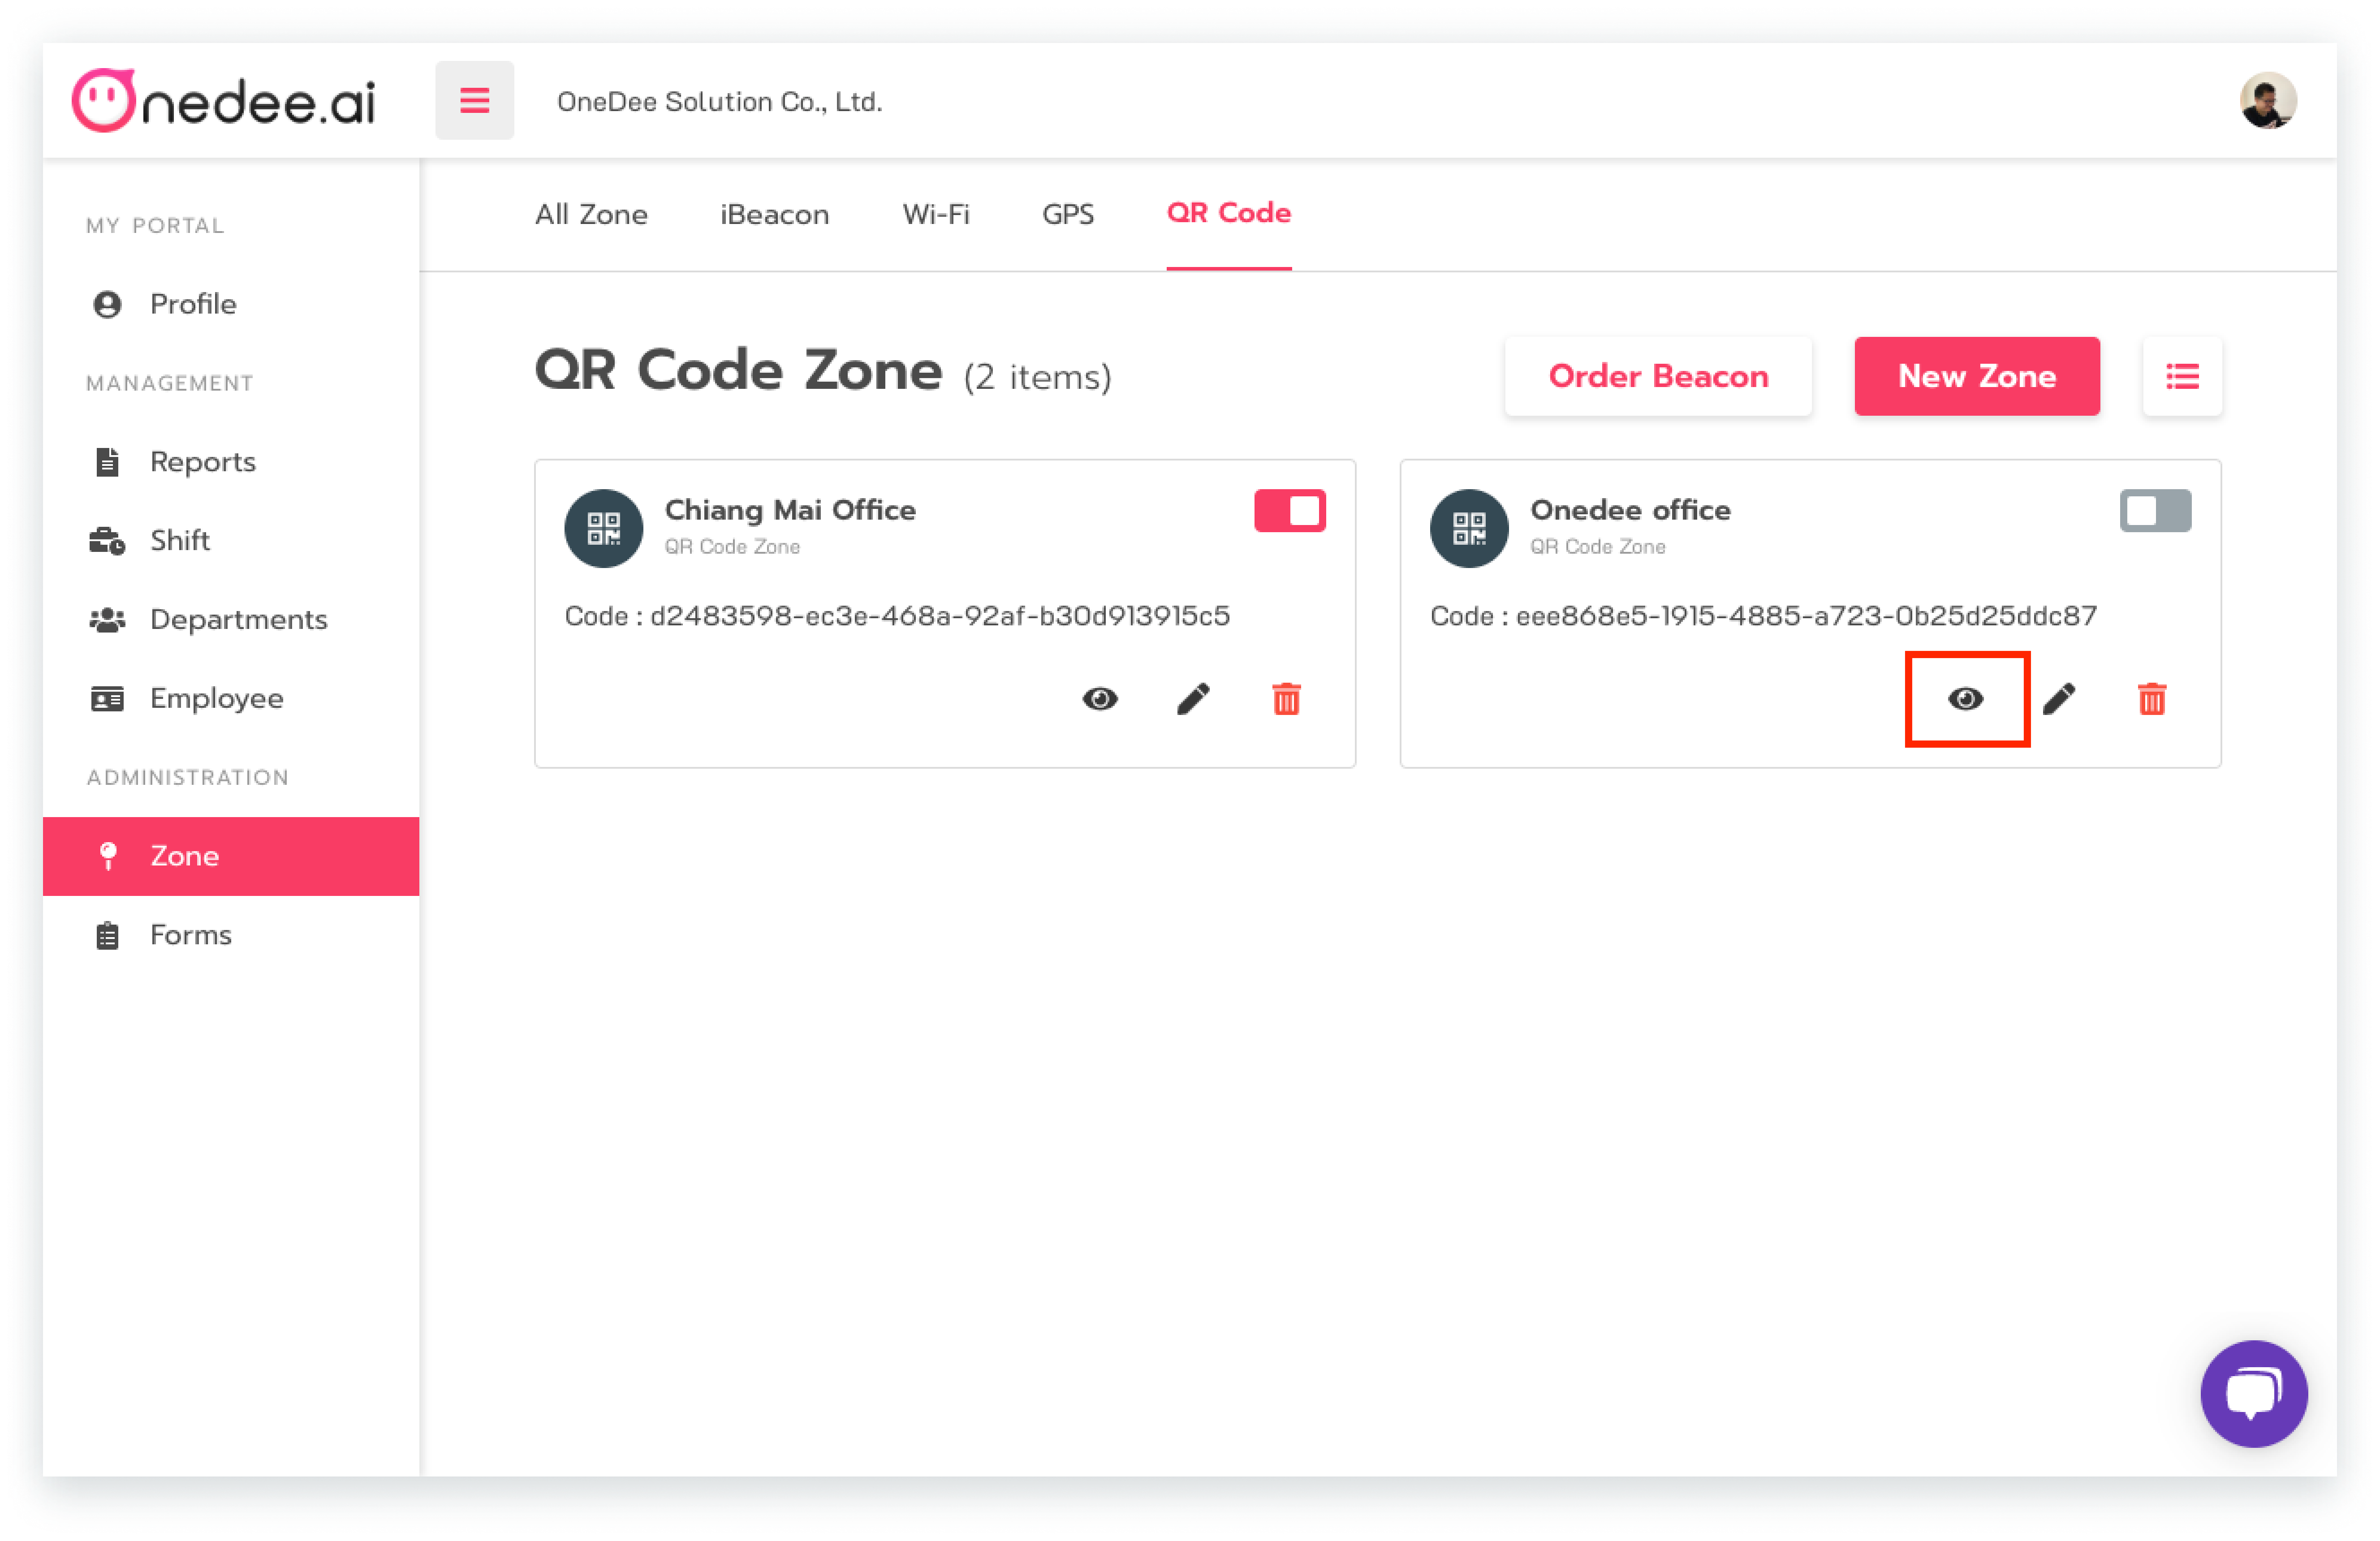 Onedee.ai
OneDee Solution Co., Ltd.
MY PORTAL
Profile
MANAGEMENT
Reports
Shift
Departments
Employee
ADMINISTRATION
Zone
Forms
All Zone
iBeacon
Wi-Fi
GPS
QR Code
QR Code Zone (2 items)
Order Beacon
New Zone
Chiang Mai Office
QR Code Zone
Code : d2483598-ec3e-468a-92af-b30d913915c5
Onedee office
QR Code Zone
Code : eee868e5-1915-4885-a723-0b25d25ddc87